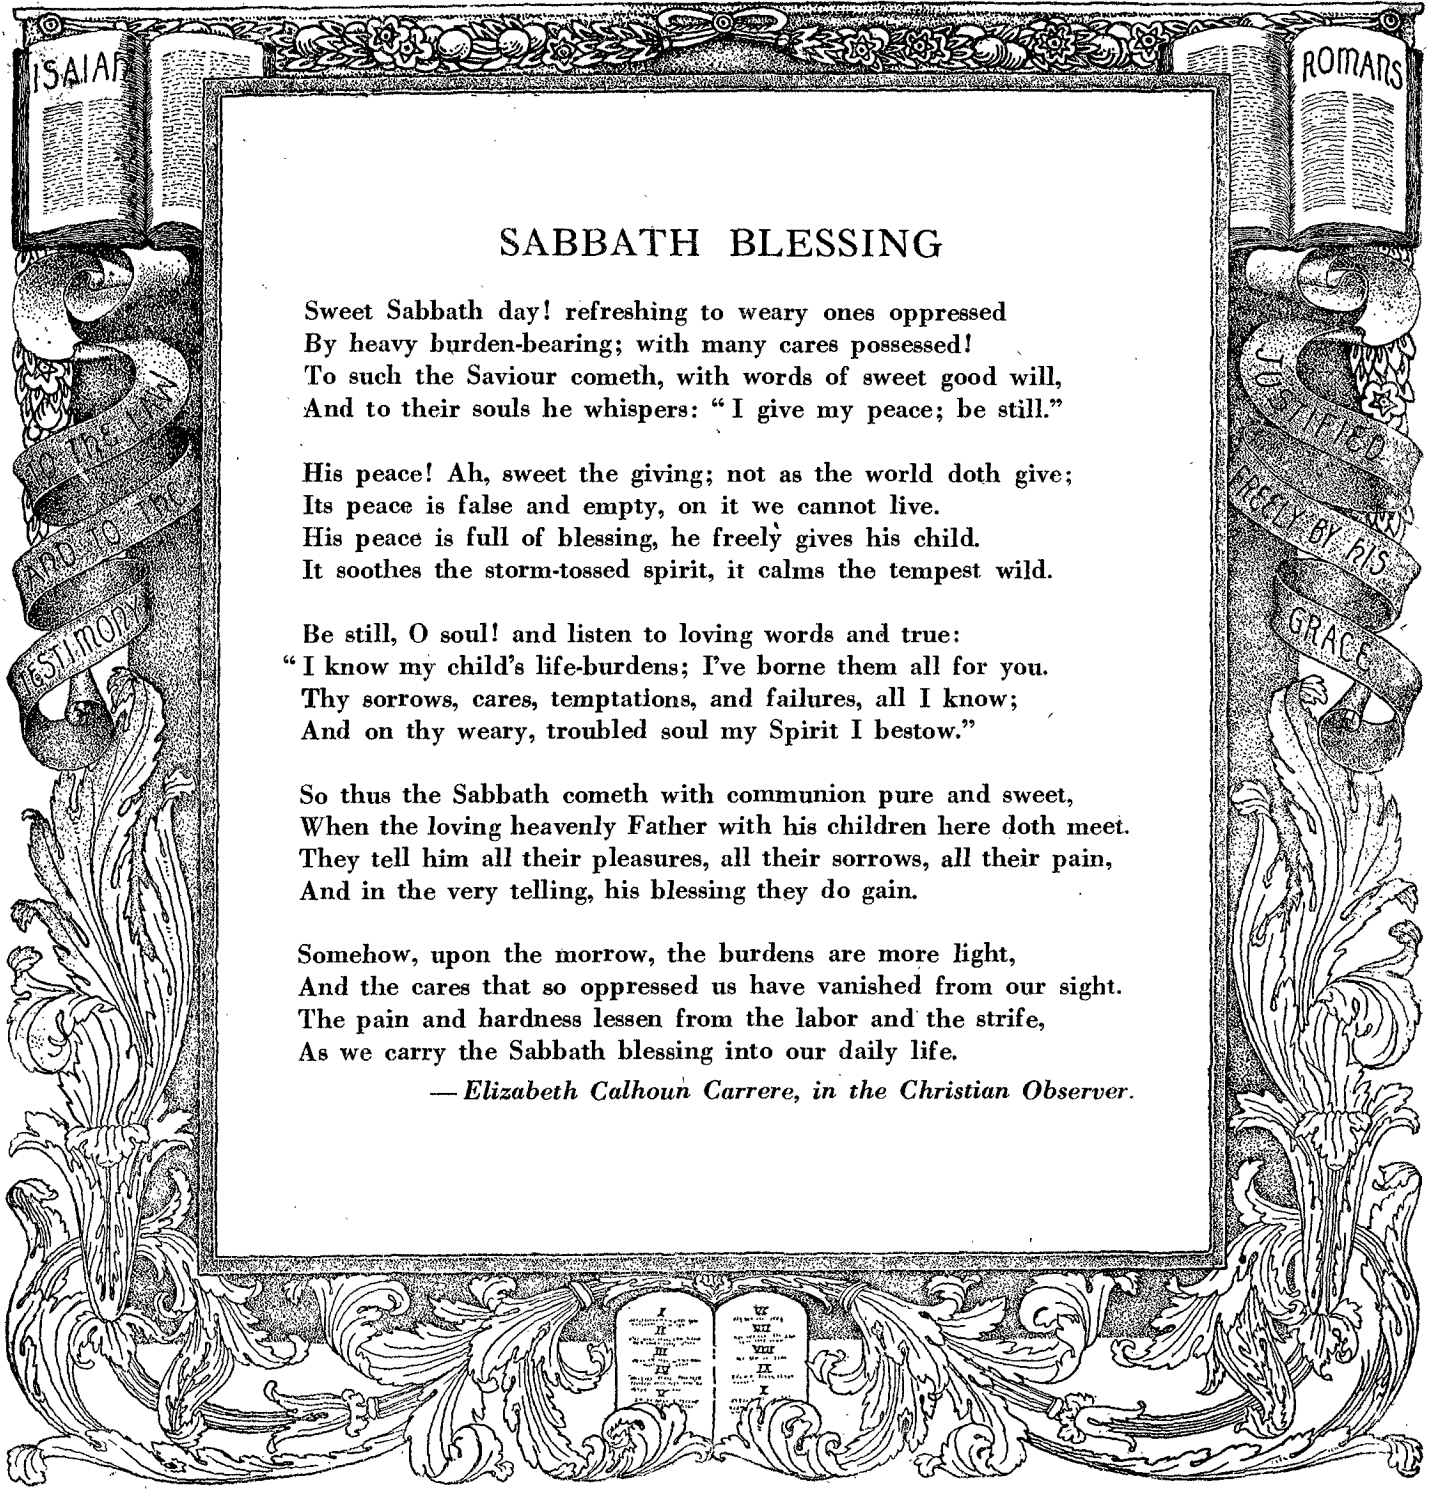 ISAIAH
ROMANS
TO THE LAW
AND TO THE
TESTIMONY
JUSTIFIED
FREELY BY HIS
GRACE
SABBATH BLESSING
Sweet Sabbath day! refreshing to weary ones oppressed
By heavy burden-bearing; with many cares possessed!
To such the Saviour cometh, with words of sweet good will,
And to their souls he whispers: “I give my peace; be still.”
His peace! Ah, sweet the giving; not as the world doth give;
Its peace is false and empty, on it we cannot live.
His peace is full of blessing, he freely gives his child.
It soothes the storm-tossed spirit, it calms the tempest wild.
Be still, O soul! and listen to loving words and true:
“I know my child's life-burdens; I've borne them all for you.
Thy sorrows, cares, temptations, and failures, all I know;
And on thy weary, troubled soul my Spirit I bestow.”
So thus the Sabbath cometh with communion pure and sweet,
When the loving heavenly Father with his children here doth meet.
They tell him all their pleasures, all their sorrows, all their pain,
And in the very telling, his blessing they do gain.
Somehow, upon the morrow, the burdens are more light,
And the cares that so oppressed us have vanished from our sight.
The pain and hardness lessen from the labor and the strife,
As we carry the Sabbath blessing into our daily life.
— Elizabeth Calhoun Carrere, in the Christian Observer.
I
II
III
IV
V
VI
VII
VIII
IX
X